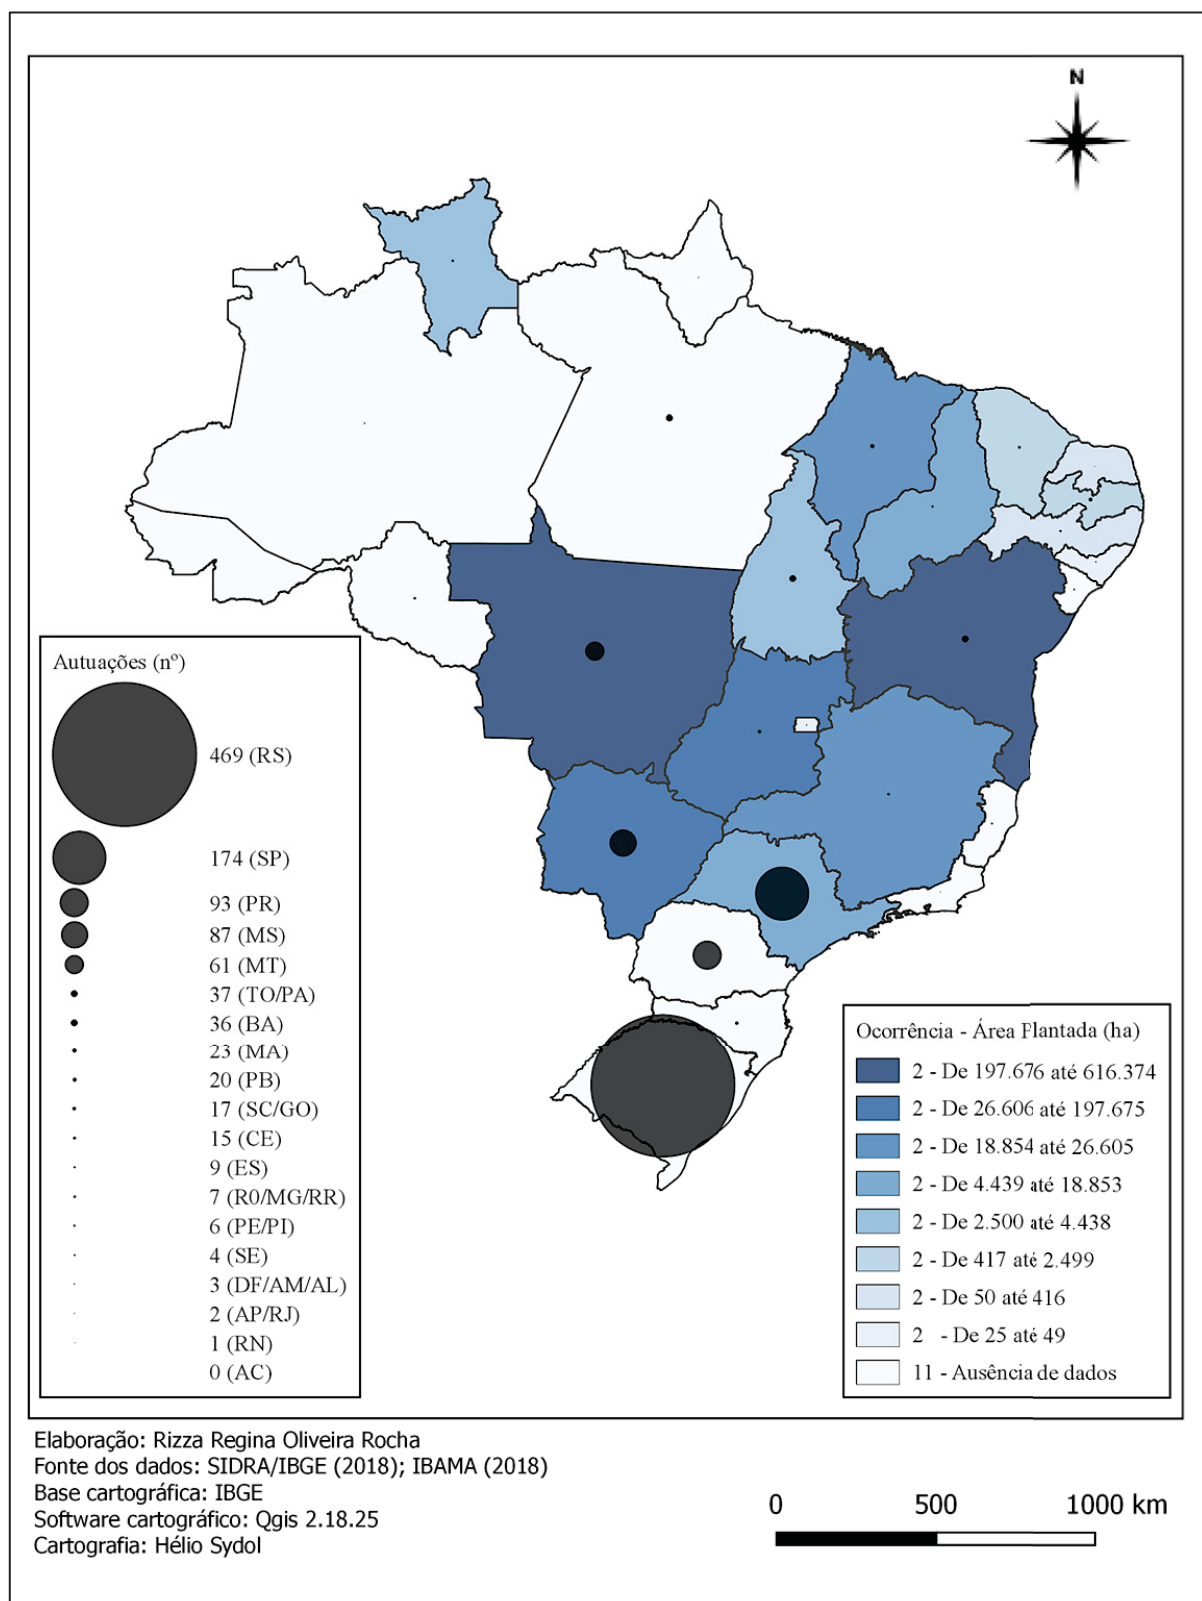 N
Autuações (nº)
469 (RS)
174 (SP)
93 (PR)
87 (MS)
61 (MT)
37 (TO/PA)
36 (BA)
23 (MA)
20 (PB)
17 (SC/GO)
15 (CE)
9 (ES)
7 (R0/MG/RR)
6 (PE/PI)
4 (SE)
3 (DF/AM/AL)
2 (AP/RJ)
1 (RN)
0 (AC)
Ocorrência - Área Plantada (ha)
2 - De 197.676 até 616.374
2 - De 26.606 até 197.675
2 - De 18.854 até 26.605
2 - De 4.439 até 18.853
2 - De 2.500 até 4.438
2 - De 417 até 2.499
2 - De 50 até 416
2 - De 25 até 49
11 - Ausência de dados
Elaboração: Rizza Regina Oliveira Rocha
Fonte dos dados: SIDRA/IBGE (2018); IBAMA (2018)
Base cartográfica: IBGE
Software cartográfico: Qgis 2.18.25
Cartografia: Hélio Sydol
0 500 1000 km